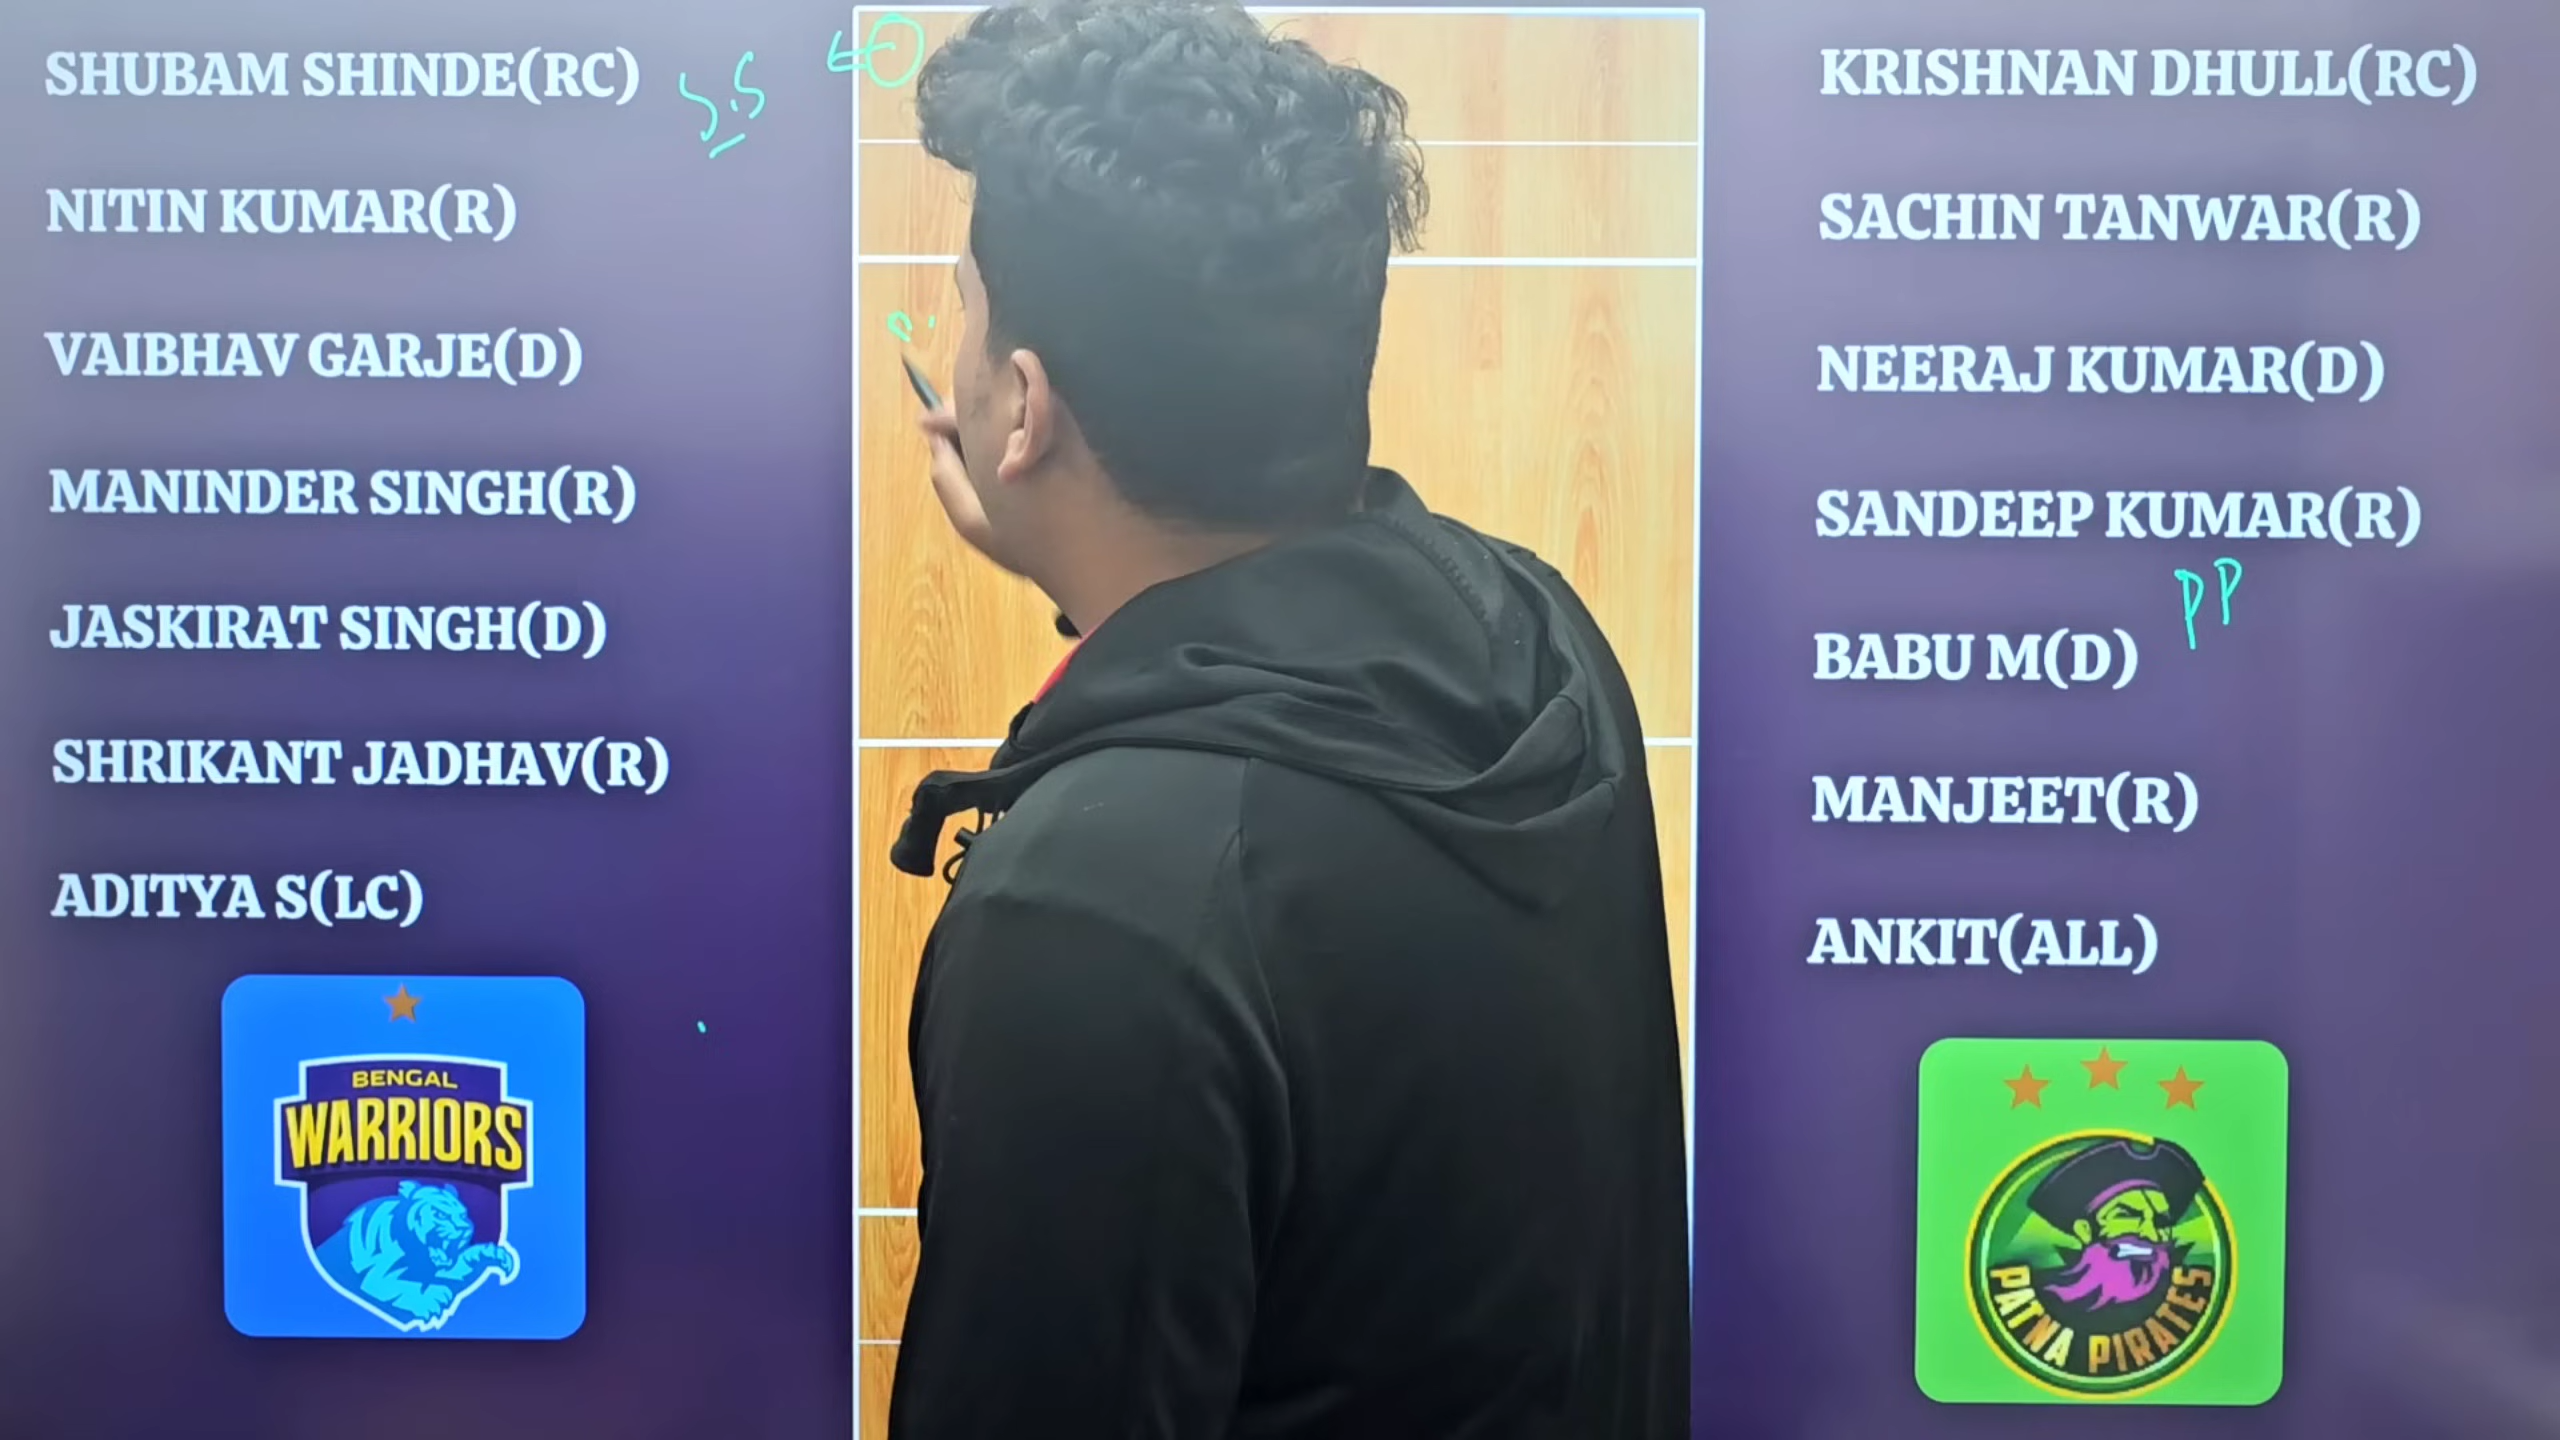 SHUBAM SHINDE(RC)
S.S
NITIN KUMAR(R)
VAIBHAV GARJE(D)
MANINDER SINGH(R)
JASKIRAT SINGH(D)
SHRIKANT JADHAV(R)
ADITYA S(LC)
BENGAL
WARRIORS
KRISHNAN DHULL(RC)
SACHIN TANWAR(R)
NEERAJ KUMAR(D)
SANDEEP KUMAR(R)
PP
BABU M(D)
MANJEET(R)
ANKIT(ALL)
PATNA PIRATES